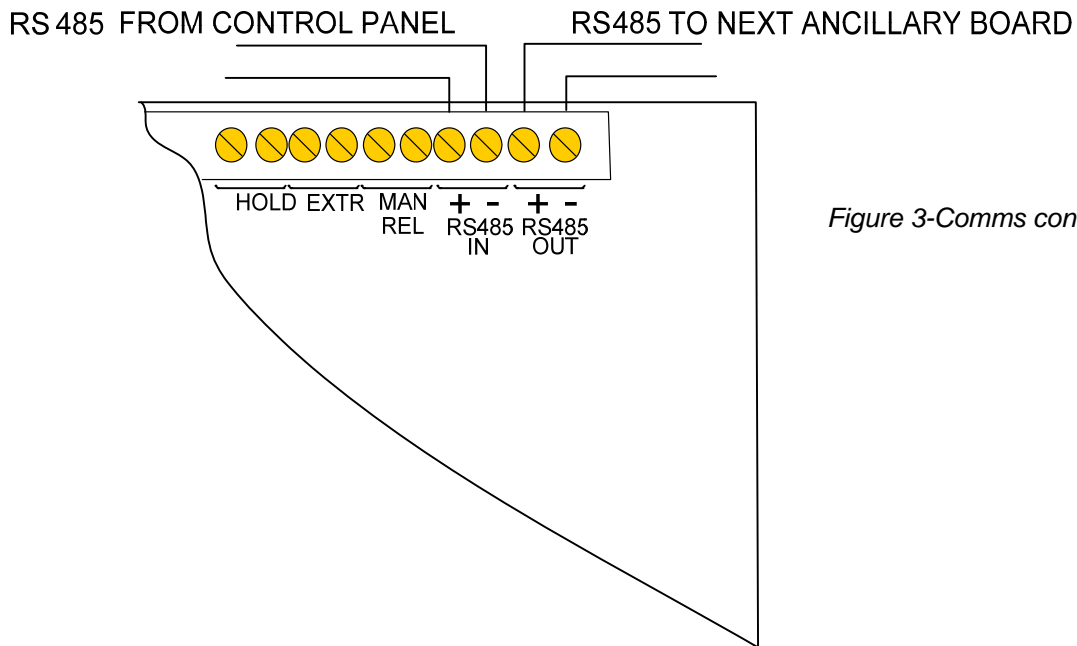 RS 485 FROM CONTROL PANEL
RS485 TO NEXT ANCILLARY BOARD
HOLD EXTR MAN REL
+ - RS485 IN
+ - RS485 OUT
Figure 3-Comms con